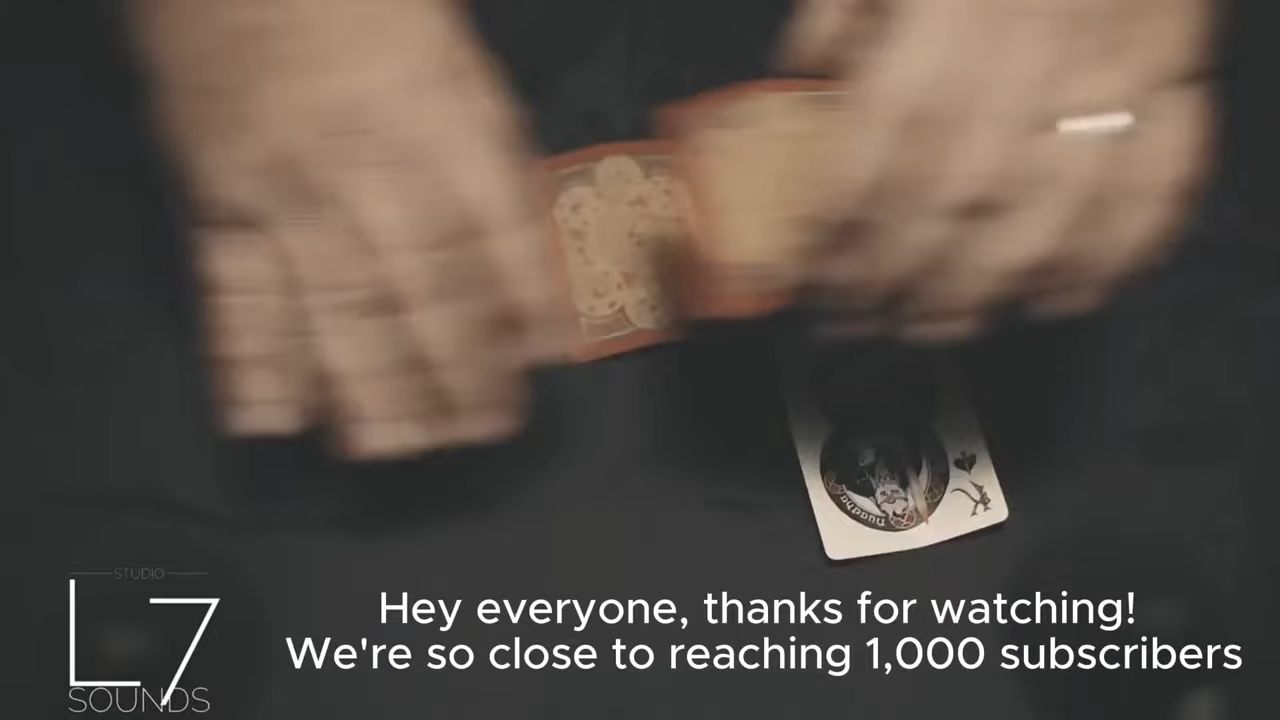 STUDIO
L7
SOUNDS
Hey everyone, thanks for watching!
We're so close to reaching 1,000 subscribers